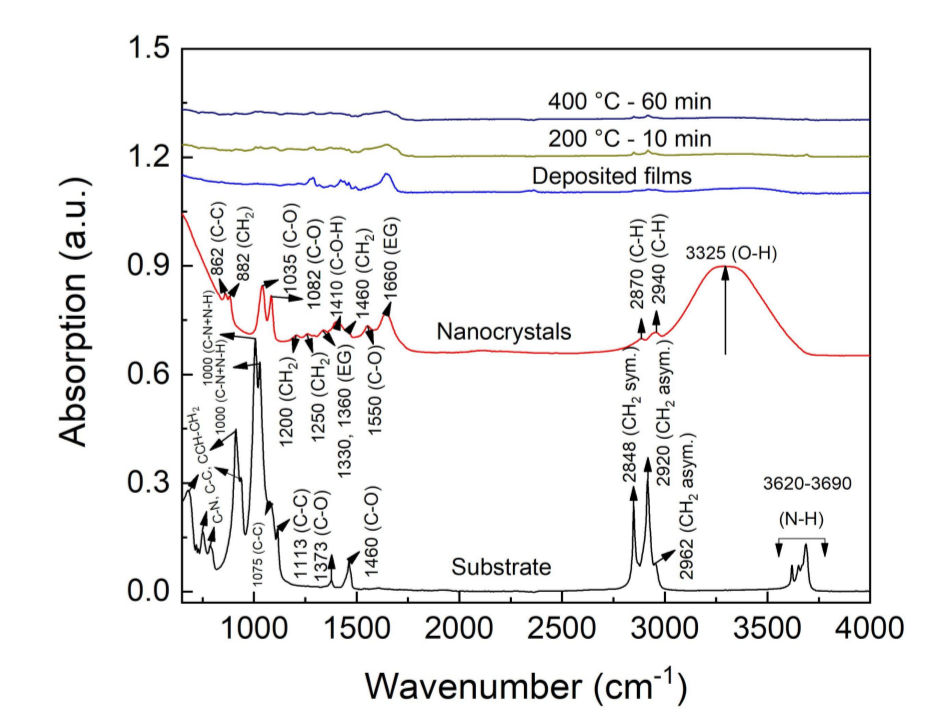 1.5
1.2
0.9
0.6
0.3
0.0
Absorption (a.u.)
400 °C - 60 min
200 °C - 10 min
Deposited films
862 (C-C)
882 (CH2)
1035 (C-O)
1082 (C-O)
1410 (C-O-H)
1460 (CH2)
1660 (EG)
2870 (C-H)
2940 (C-H)
3325 (O-H)
Nanocrystals
1000 (C-N+N-H)
1000 (C-N+N-H)
1200 (CH2)
1250 (CH2)
1330, 1360 (EG)
1550 (C-O)
C-N, C-C, CCH-CH2
1075 (C-C)
1113 (C-C)
1373 (C-O)
1460 (C-O)
Substrate
2848 (CH2 sym.)
2920 (CH2 asym.)
2962 (CH2 asym.)
3620-3690
(N-H)
1000 1500 2000 2500 3000 3500 4000
Wavenumber (cm-1)